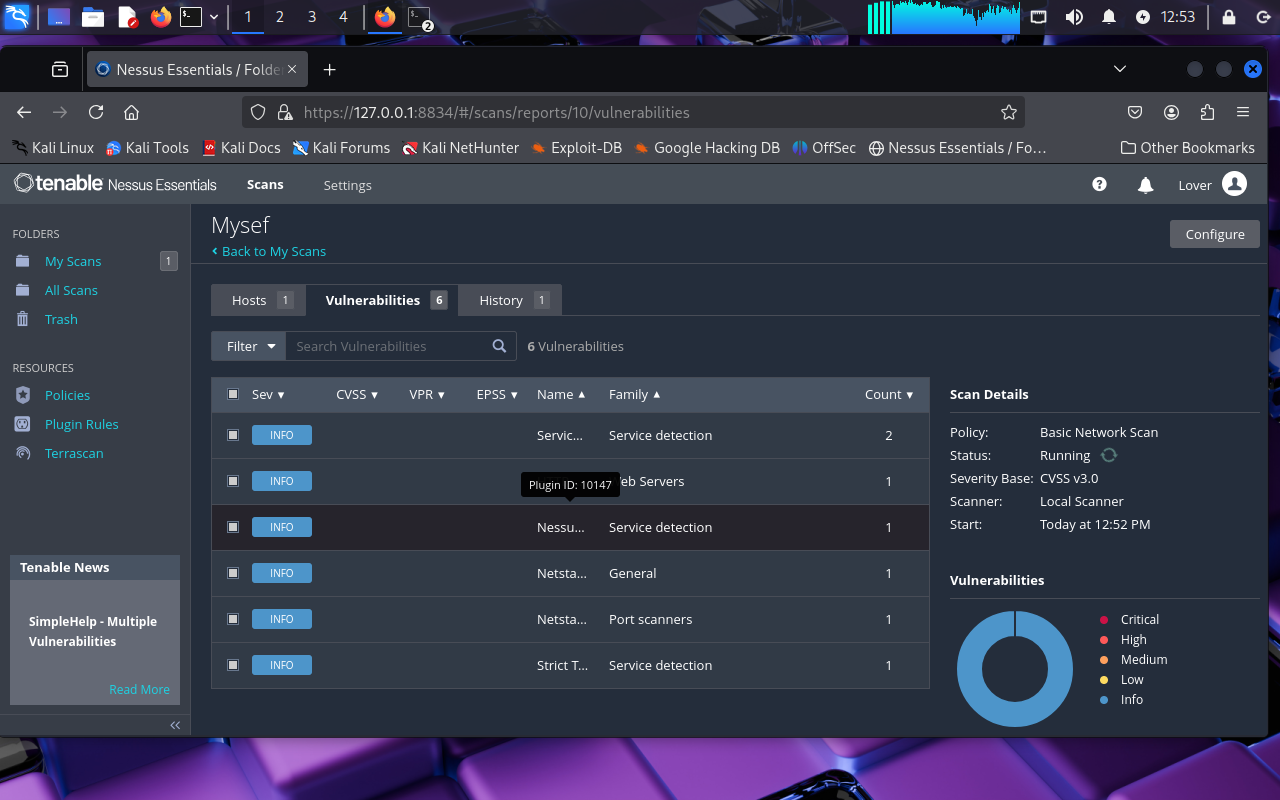 1 2 3 4 2 12:53
Nessus Essentials / Folde
https://127.0.0.1:8834/#/scans/reports/10/vulnerabilities
Kali Linux Kali Tools Kali Docs Kali Forums Kali NetHunter Exploit-DB Google Hacking DB OffSec Nessus Essentials / Fo… Other Bookmarks
tenable Nessus Essentials Scans Settings ? Lover
FOLDERS
My Scans 1
All Scans
Trash
RESOURCES
Policies
Plugin Rules
Terrascan
Tenable News
SimpleHelp - Multiple
Vulnerabilities
Read More
Mysef
Back to My Scans
Configure
Hosts 1 Vulnerabilities 6 History 1
Filter Search Vulnerabilities 6 Vulnerabilities
Sev CVSS VPR EPSS Name Family Count
INFO Servic... Service detection 2
INFO Servers 1
Plugin ID: 10147
INFO Nessu... Service detection 1
INFO Netsta... General 1
INFO Netsta... Port scanners 1
INFO Strict T... Service detection 1
Scan Details
Policy: Basic Network Scan
Status: Running
Severity Base: CVSS v3.0
Scanner: Local Scanner
Start: Today at 12:52 PM
Vulnerabilities
Critical
High
Medium
Low
Info